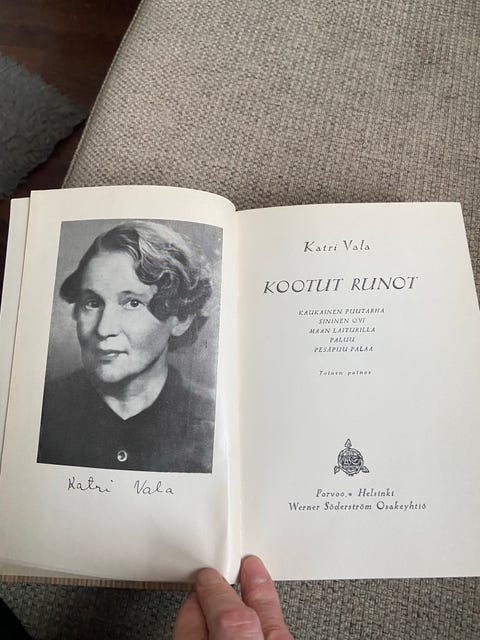 Katri Vala
Katri Vala
KOOTUT RUNOT
KAUKAINEN PUUTARHA
SININEN OVI
MAAN LAITURILLA
PALUU
PESÄPUU PALAA
Toinen painos
Porvoo • Helsinki
Werner Söderström Osakeyhtiö